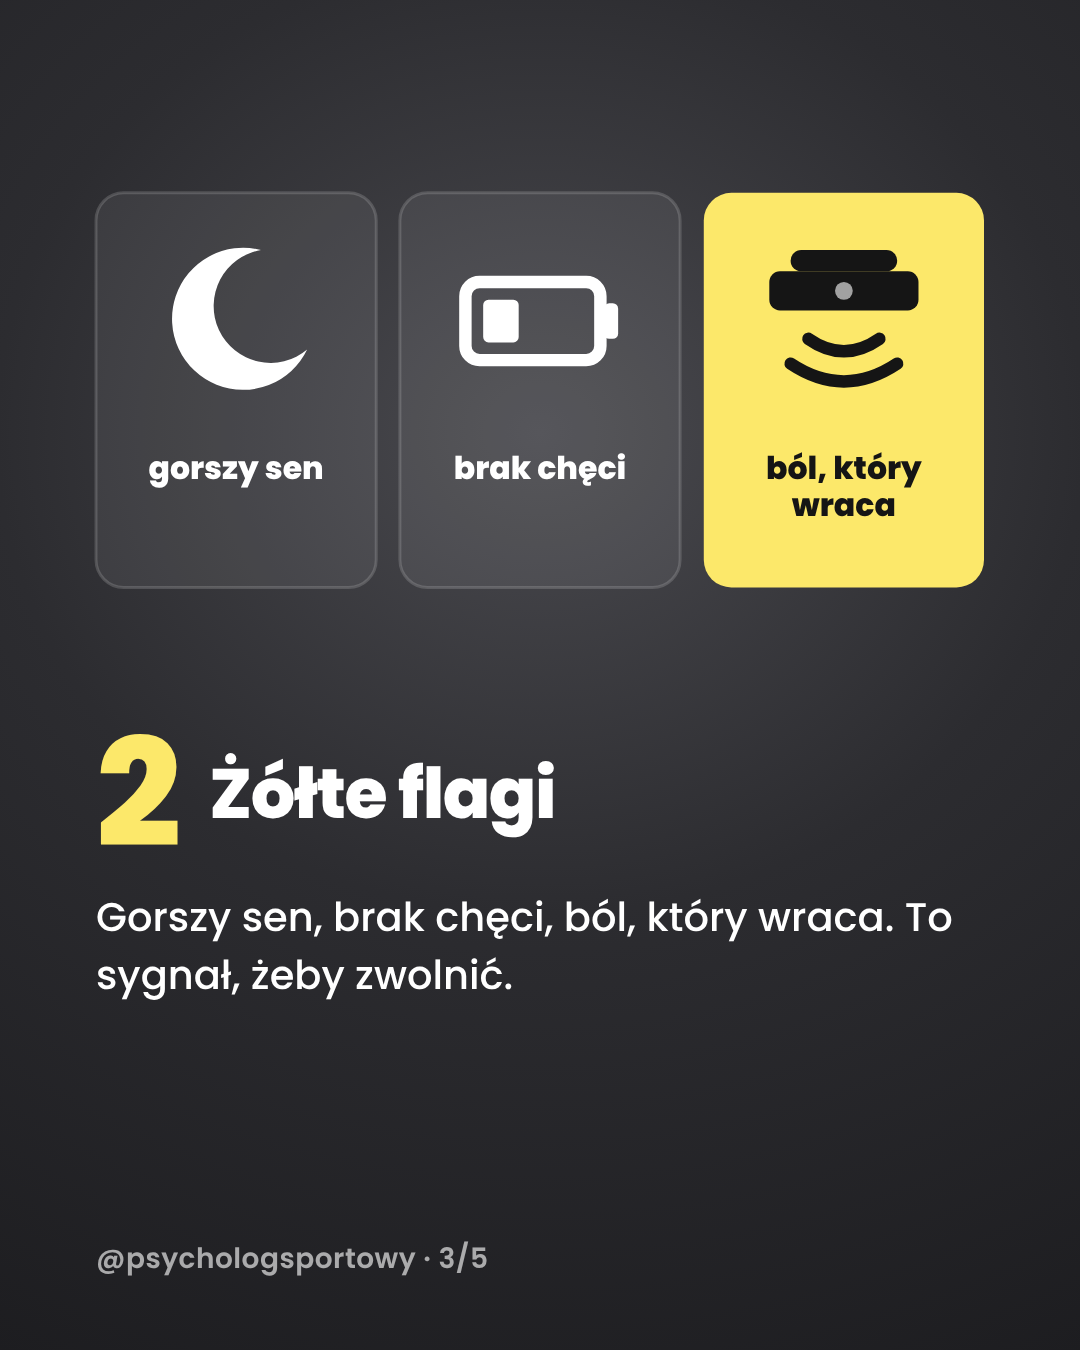 gorszy sen
brak chęci
ból, który
wraca
2 Żółte flagi
Gorszy sen, brak chęci, ból, który wraca. To
sygnał, żeby zwolnić.
@psychologsportowy · 3/5